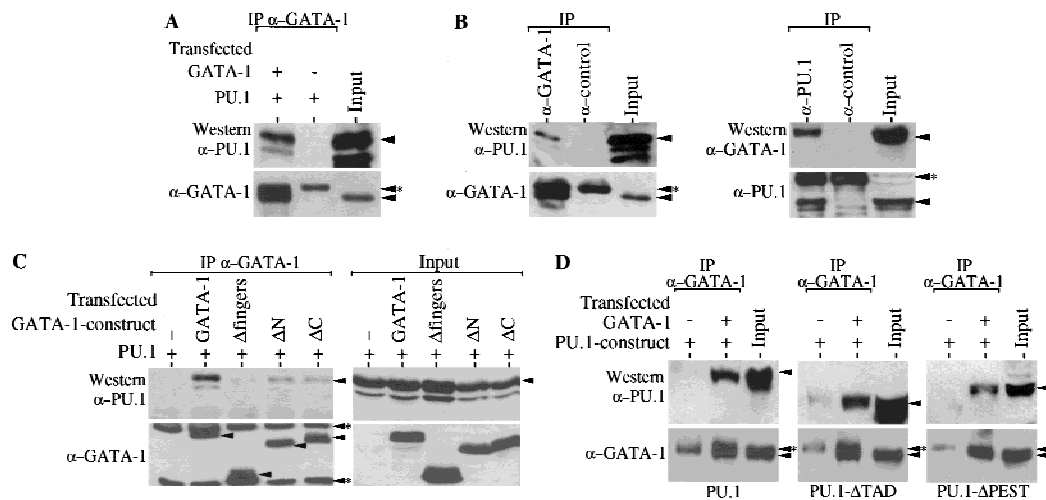 A
IP α–GATA-1
Transfected
GATA-1 + -
PU.1 + +
Input
Western
α–PU.1
α–GATA-1
*
B
IP
α–GATA-1
α–control
Input
Western
α–PU.1
α–GATA-1
*
IP
α–PU.1
α–control
Input
Western
α–GATA-1
α–PU.1
*
C
IP α–GATA-1
Input
Transfected
GATA-1-construct
– GATA-1 Δfingers ΔN ΔC
– GATA-1 Δfingers ΔN ΔC
PU.1 + + + + + + + + + +
Western
α–PU.1
α–GATA-1
*
*
D
IP
α–GATA-1
IP
α–GATA-1
IP
α–GATA-1
Transfected
GATA-1 – + – + – +
PU.1-construct + + + + + +
Input
Input
Input
Western
α–PU.1
α–GATA-1
*
*
*
PU.1
PU.1-ΔTAD
PU.1-ΔPEST